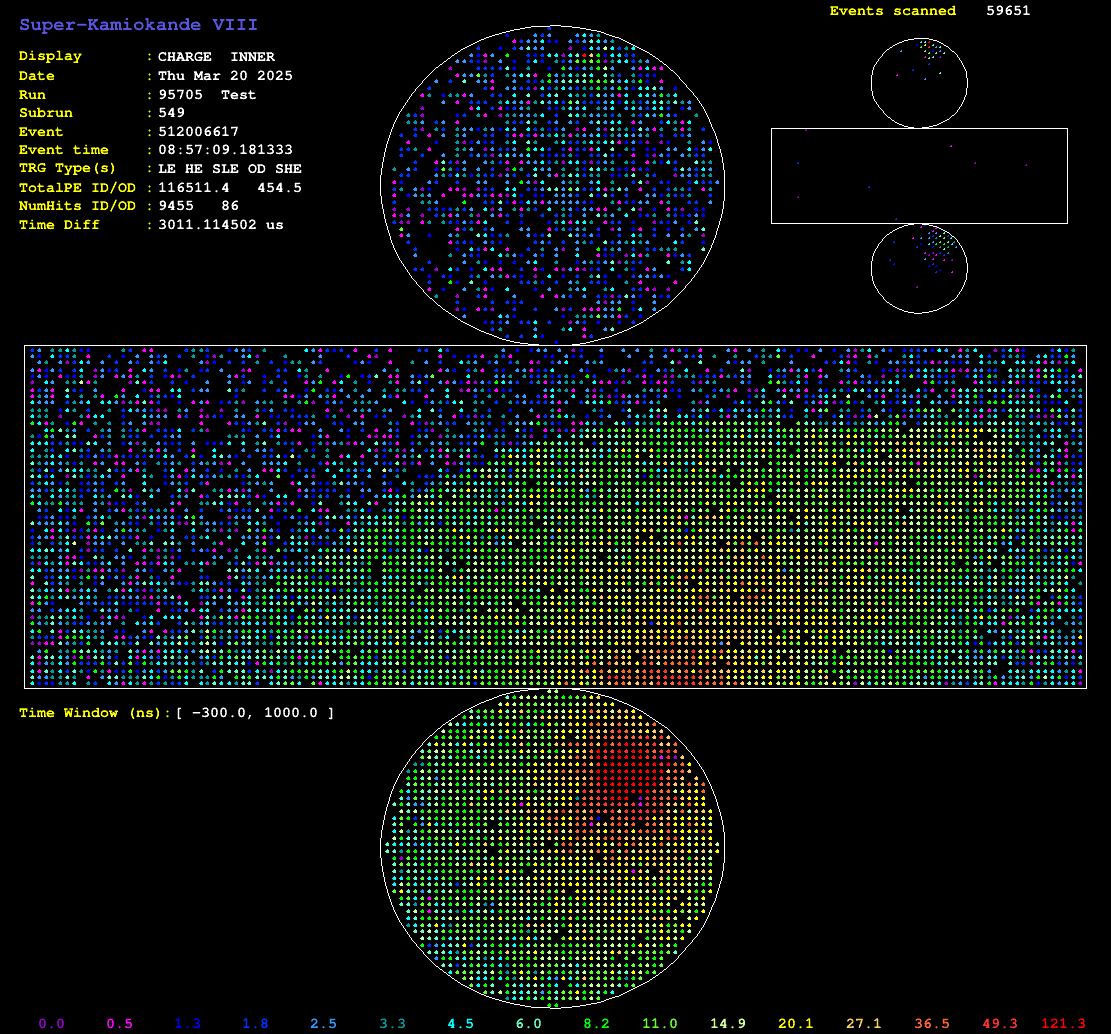 Super-Kamiokande VIII
Events scanned 59651
Display : CHARGE INNER
Date : Thu Mar 20 2025
Run : 95705 Test
Subrun : 549
Event : 512006617
Event time : 08:57:09.181333
TRG Type(s) : LE HE SLE OD SHE
TotalPE ID/OD : 116511.4 454.5
NumHits ID/OD : 9455 86
Time Diff : 3011.114502 us
Time Window (ns):[ -300.0, 1000.0 ]
0.0 0.5 1.3 1.8 2.5 3.3 4.5 6.0 8.2 11.0 14.9 20.1 27.1 36.5 49.3 121.3